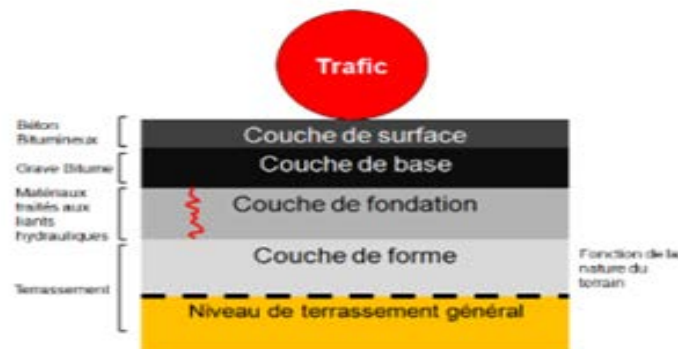 Trafic
Béton
Bitumineux
Couche de surface
Grave Bitume
Couche de base
Matériaux
traités aux
liants
hydrauliques
Couche de fondation
Couche de forme
Fonction de la
nature du
terrain
Terrassement
Niveau de terrassement général